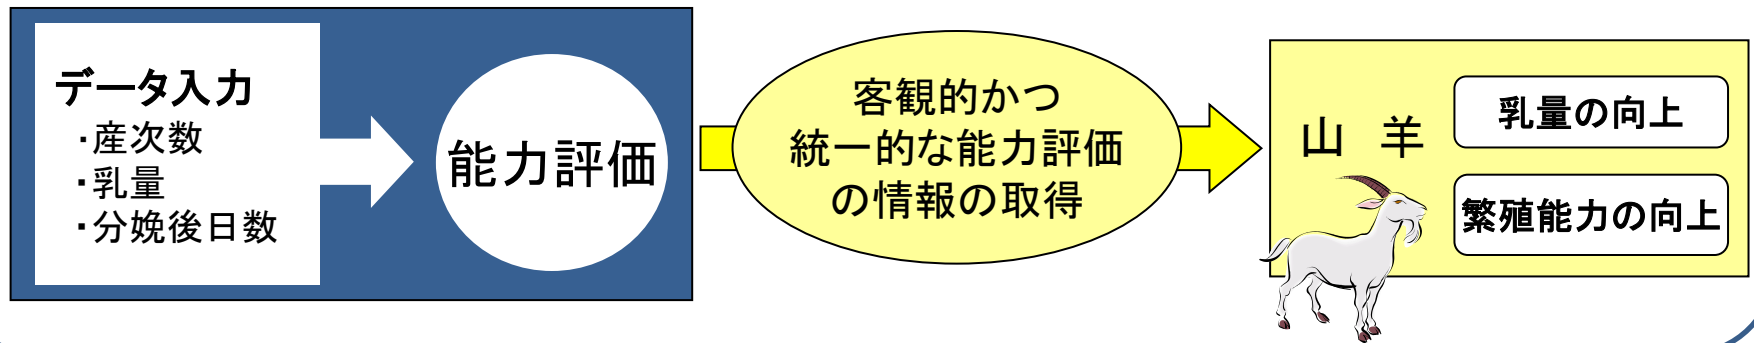 データ入力
・産次数
・乳量
・分娩後日数
能力評価
客観的かつ
統一的な能力評価
の情報の取得
山 羊
乳量の向上
繁殖能力の向上